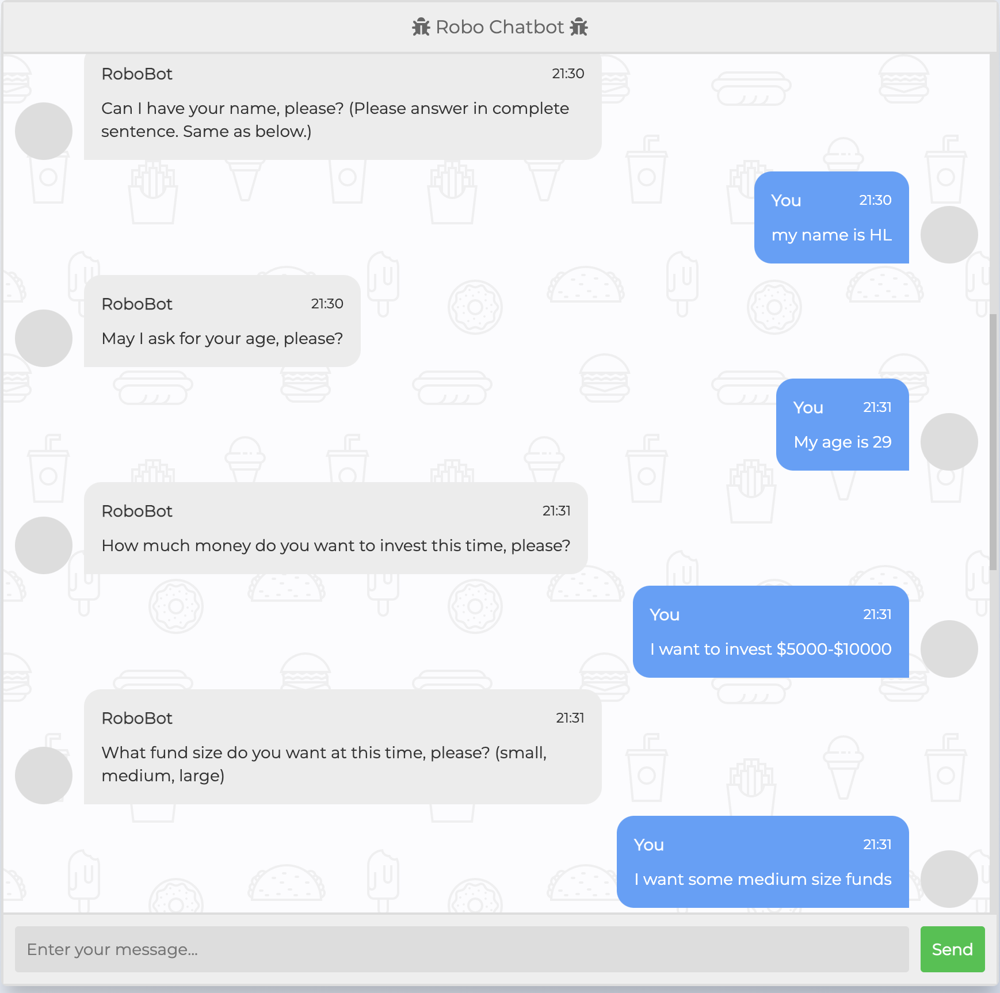 Robo Chatbot
RoboBot 21:30
Can I have your name, please? (Please answer in complete
sentence. Same as below.)
You 21:30
my name is HL
RoboBot 21:30
May I ask for your age, please?
You 21:31
My age is 29
RoboBot 21:31
How much money do you want to invest this time, please?
You 21:31
I want to invest $5000-$10000
RoboBot 21:31
What fund size do you want at this time, please? (small,
medium, large)
You 21:31
I want some medium size funds
Enter your message...
Send